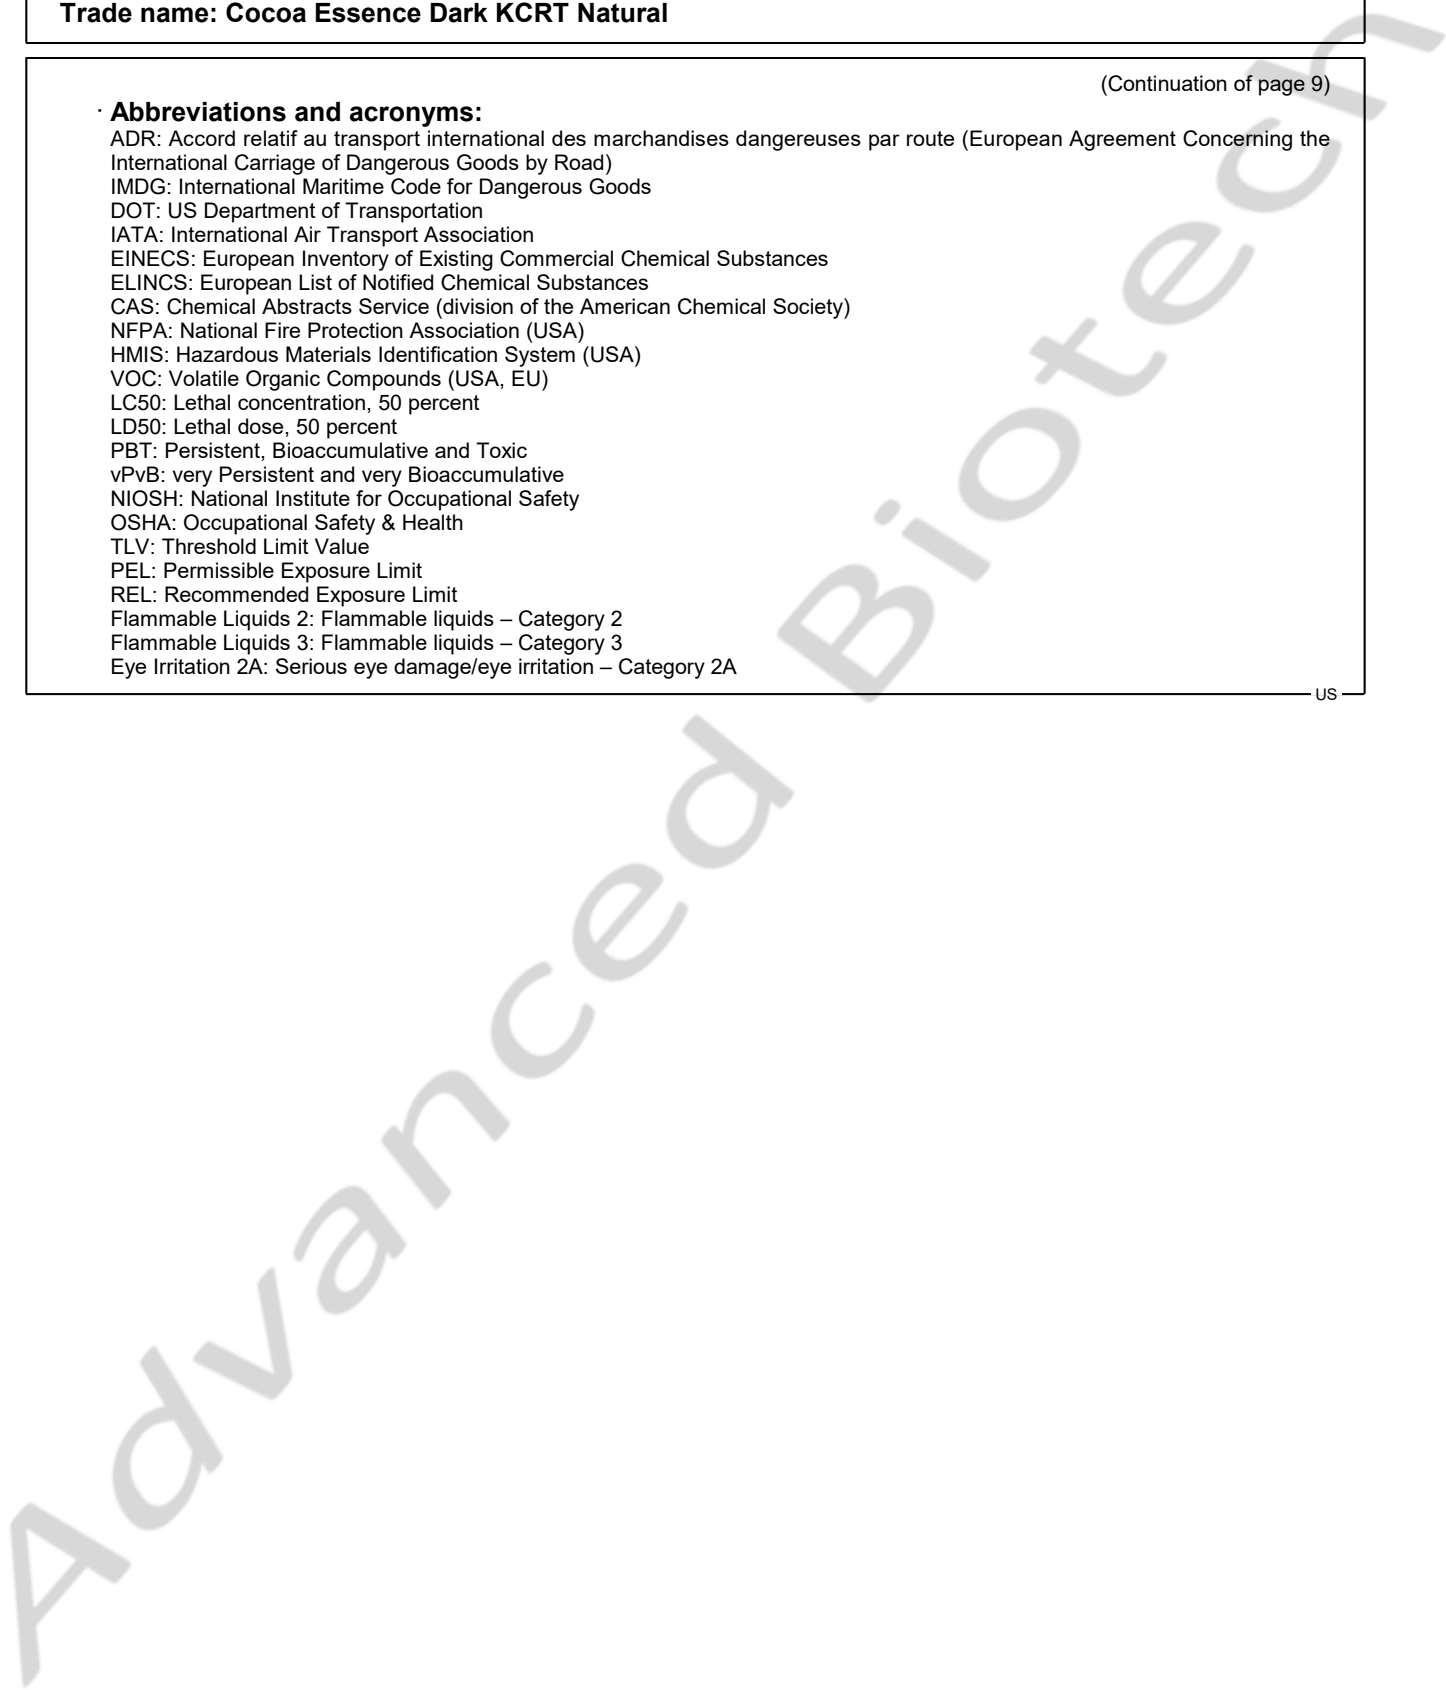 Trade name: Cocoa Essence Dark KCRT Natural
(Continuation of page 9)
· Abbreviations and acronyms:
ADR: Accord relatif au transport international des marchandises dangereuses par route (European Agreement Concerning the
International Carriage of Dangerous Goods by Road)
IMDG: International Maritime Code for Dangerous Goods
DOT: US Department of Transportation
IATA: International Air Transport Association
EINECS: European Inventory of Existing Commercial Chemical Substances
ELINCS: European List of Notified Chemical Substances
CAS: Chemical Abstracts Service (division of the American Chemical Society)
NFPA: National Fire Protection Association (USA)
HMIS: Hazardous Materials Identification System (USA)
VOC: Volatile Organic Compounds (USA, EU)
LC50: Lethal concentration, 50 percent
LD50: Lethal dose, 50 percent
PBT: Persistent, Bioaccumulative and Toxic
vPvB: very Persistent and very Bioaccumulative
NIOSH: National Institute for Occupational Safety
OSHA: Occupational Safety & Health
TLV: Threshold Limit Value
PEL: Permissible Exposure Limit
REL: Recommended Exposure Limit
Flammable Liquids 2: Flammable liquids – Category 2
Flammable Liquids 3: Flammable liquids – Category 3
Eye Irritation 2A: Serious eye damage/eye irritation – Category 2A
US
Advanced Biotech